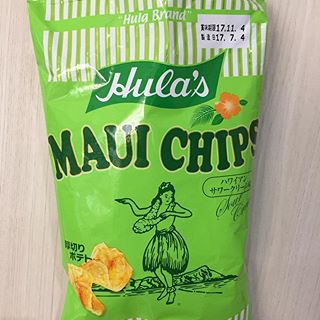 "Hula Brand"
賞味期限 17.11. 4
製造日 17. 7. 4
Hula's
MAUI CHIPS
ハワイアン
サワークリーム
Sour
厚切り
ポテト